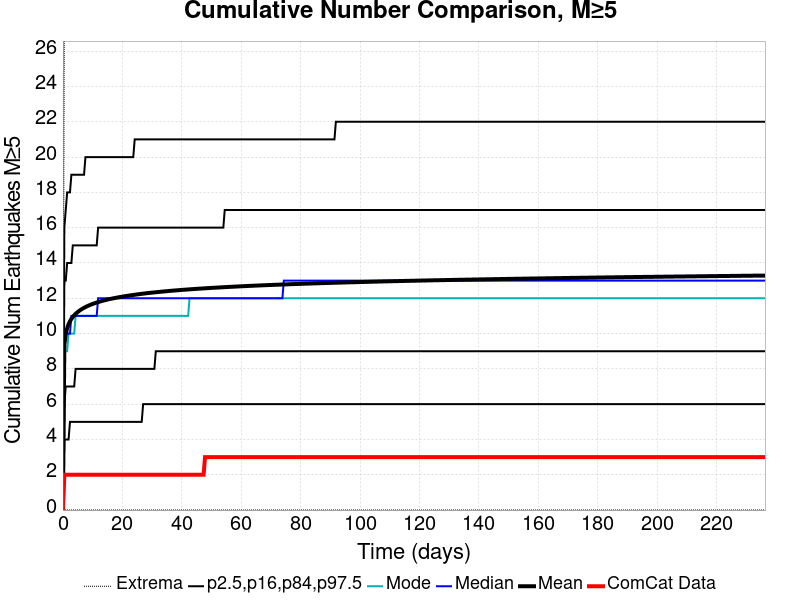 Cumulative Number Comparison, M≥5
Cumulative Num Earthquakes M≥5
26
24
22
20
18
16
14
12
10
8
6
4
2
0
0 20 40 60 80 100 120 140 160 180 200 220
Time (days)
Extrema p2.5,p16,p84,p97.5 Mode Median Mean ComCat Data